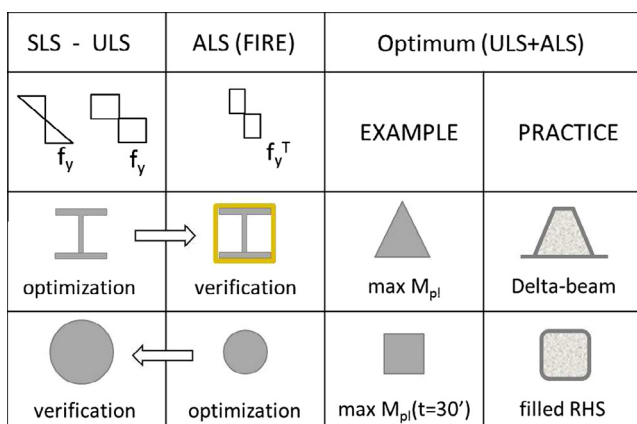 SLS - ULS
ALS (FIRE)
Optimum (ULS+ALS)
f_y
f_y
f_y^T
EXAMPLE
PRACTICE
optimization
verification
max M_pl
Delta-beam
verification
optimization
max M_pl(t=30')
filled RHS